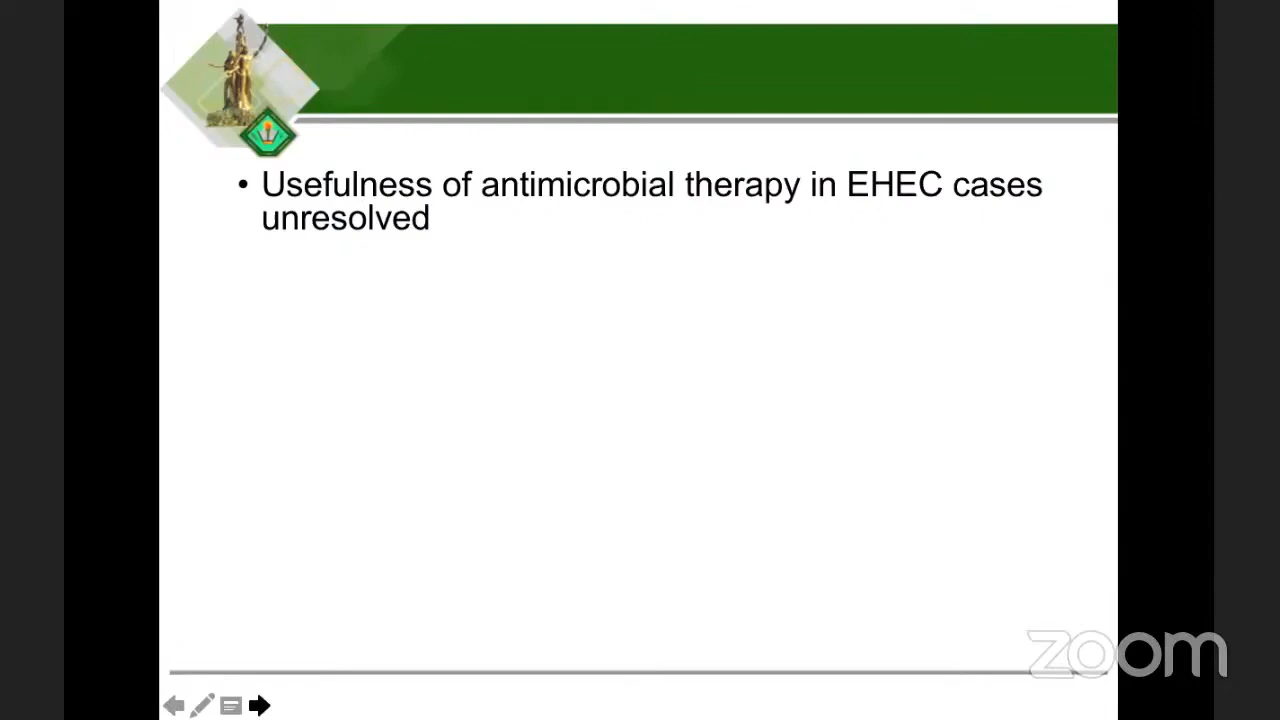 • Usefulness of antimicrobial therapy in EHEC cases
unresolved
zoom